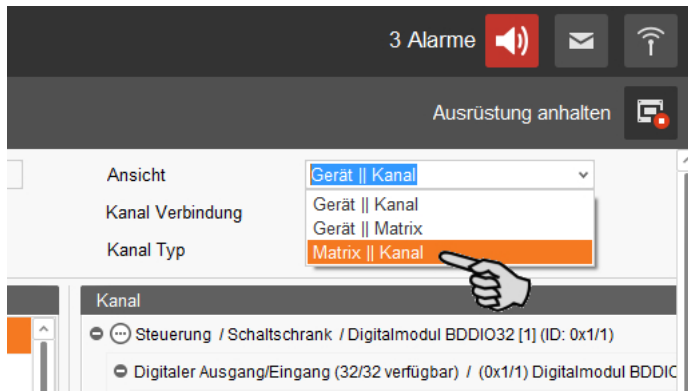 3 Alarme
Ausrüstung anhalten
Ansicht
Gerät || Kanal
Kanal Verbindung
Gerät || Kanal
Gerät || Matrix
Kanal Typ
Matrix || Kanal
Kanal
Steuerung / Schaltschrank / Digitalmodul BDDIO32 [1] (ID: 0x1/1)
Digitaler Ausgang/Eingang (32/32 verfügbar) / (0x1/1) Digitalmodul BDDIO